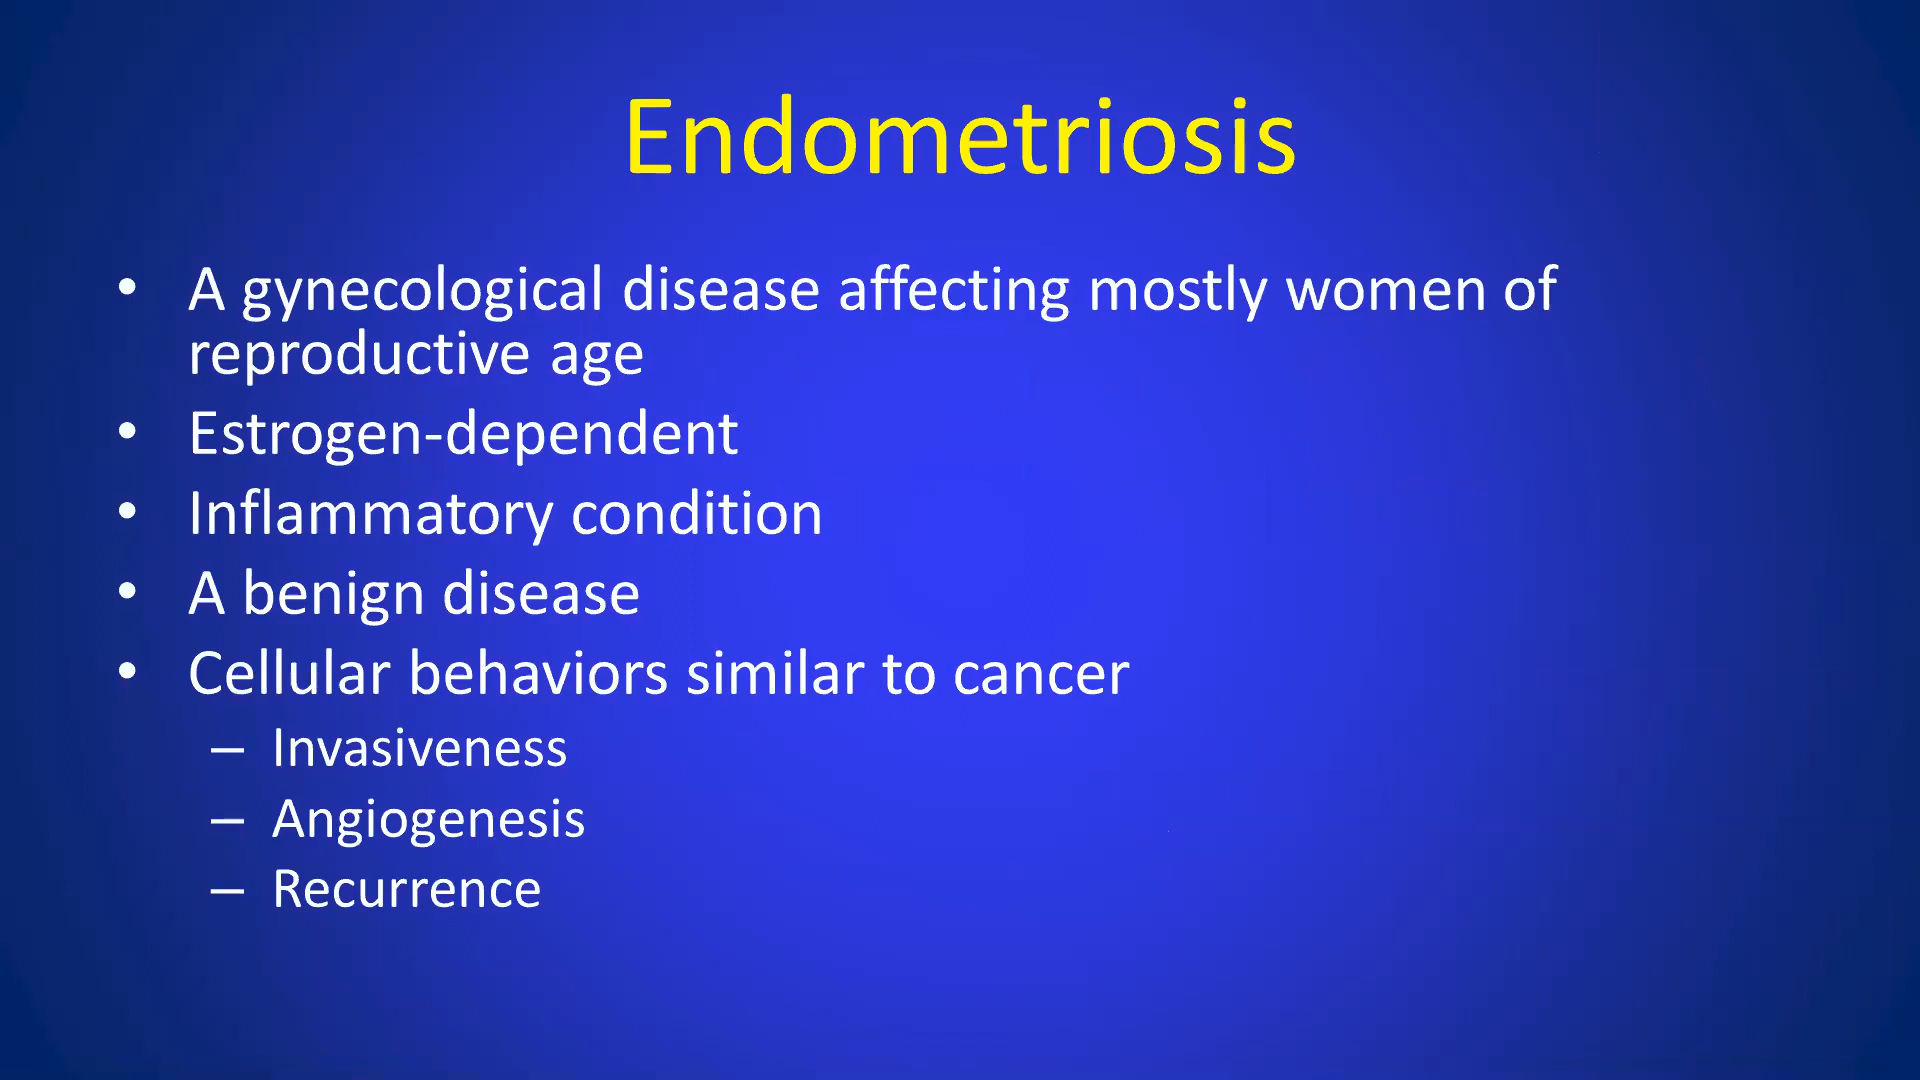 Endometriosis
• A gynecological disease affecting mostly women of
reproductive age
• Estrogen-dependent
• Inflammatory condition
• A benign disease
• Cellular behaviors similar to cancer
– Invasiveness
– Angiogenesis
– Recurrence